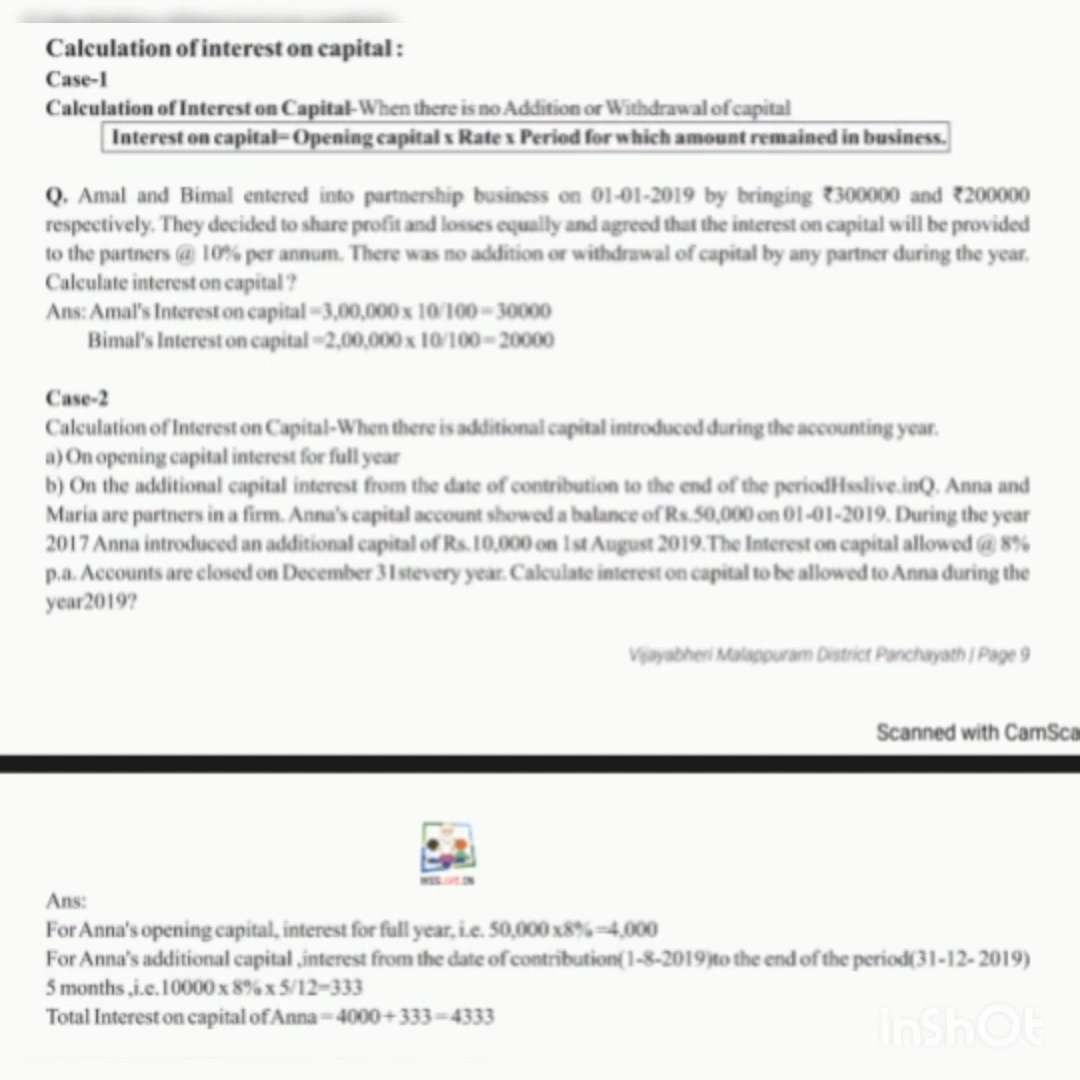 Calculation of interest on capital :
Case-1
Calculation of Interest on Capital-When there is no Addition or Withdrawal of capital
Interest on capital= Opening capital x Rate x Period for which amount remained in business.
Q. Amal and Bimal entered into partnership business on 01-01-2019 by bringing ₹300000 and ₹200000
respectively. They decided to share profit and losses equally and agreed that the interest on capital will be provided
to the partners @ 10% per annum. There was no addition or withdrawal of capital by any partner during the year.
Calculate interest on capital ?
Ans: Amal's Interest on capital =3,00,000 x 10/100 = 30000
Bimal's Interest on capital =2,00,000 x 10/100 = 20000
Case-2
Calculation of Interest on Capital-When there is additional capital introduced during the accounting year.
a) On opening capital interest for full year
b) On the additional capital interest from the date of contribution to the end of the periodHsslive.inQ. Anna and
Maria are partners in a firm. Anna's capital account showed a balance of Rs.50,000 on 01-01-2019. During the year
2017 Anna introduced an additional capital of Rs.10,000 on 1st August 2019.The Interest on capital allowed @ 8%
p.a. Accounts are closed on December 31stevery year. Calculate interest on capital to be allowed to Anna during the
year2019?
Vijayabheri Malappuram District Panchayath | Page 9
Scanned with CamSca
HSSLIVE.IN
Ans:
For Anna's opening capital, interest for full year, i.e. 50,000 x8% =4,000
For Anna's additional capital ,interest from the date of contribution(1-8-2019)to the end of the period(31-12- 2019)
5 months ,i.e.10000 x 8% x 5/12=333
Total Interest on capital of Anna = 4000 + 333 = 4333
InShOt